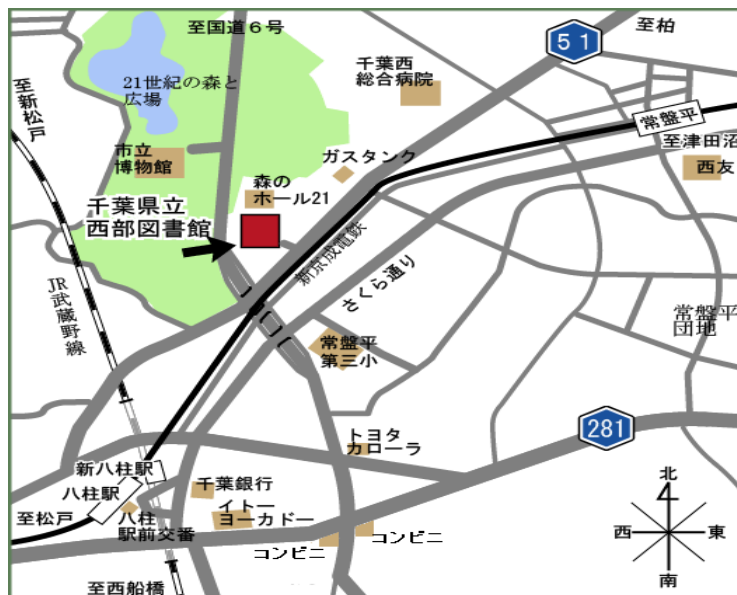 至国道６号
51
至柏
千葉西
総合病院
21世紀の森と
広場
至新松戸
常盤平
至津田沼
西友
市立
博物館
ガスタンク
森の
ホール21
千葉県立
西部図書館
新京成電鉄
さくら通り
JR武蔵野線
常盤平
団地
常盤平
第三小
281
トヨタ
カローラ
新八柱駅
八柱駅
千葉銀行
イトー
ヨーカドー
至松戸
八柱
駅前交番
コンビニ
コンビニ
至西船橋
北
西
東
南